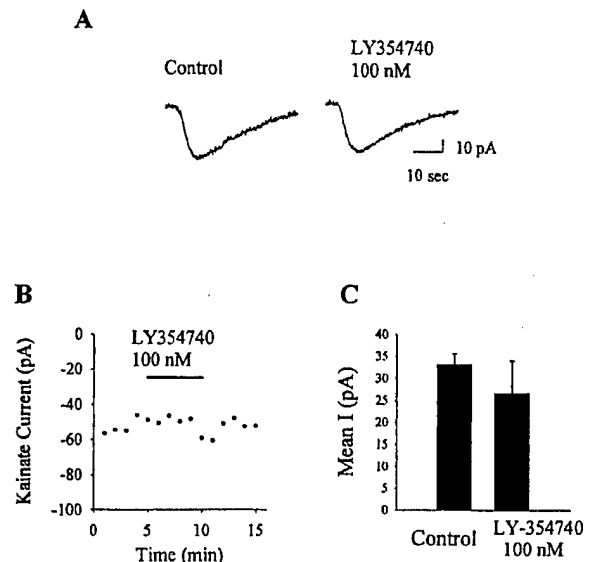 A
Control
LY354740
100 nM
10 pA
10 sec
B
LY354740
100 nM
Kainate Current (pA)
0
-20
-40
-60
-80
-100
0
5
10
15
Time (min)
C
Mean I (pA)
40
35
30
25
20
15
10
5
0
Control
LY-354740
100 nM